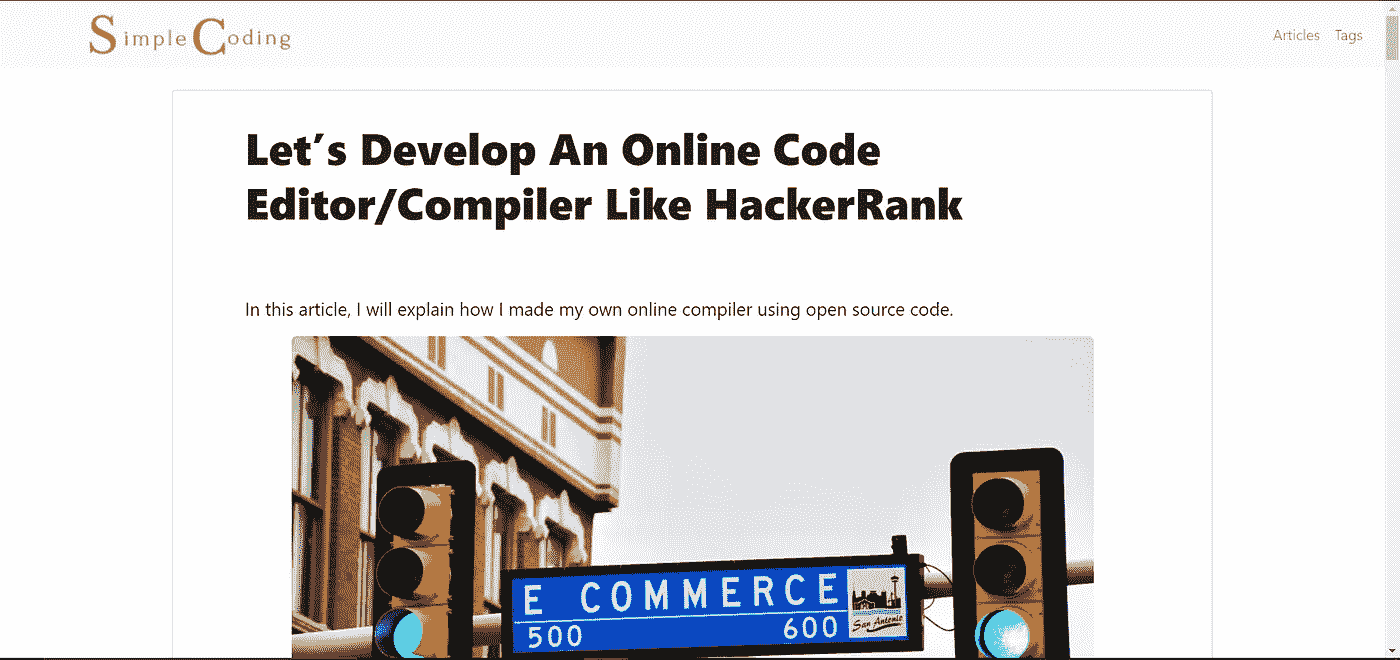 Simple Coding
Articles Tags
Let’s Develop An Online Code
Editor/Compiler Like HackerRank
In this article, I will explain how I made my own online compiler using open source code.
E COMMERCE
500 600
San Antonio